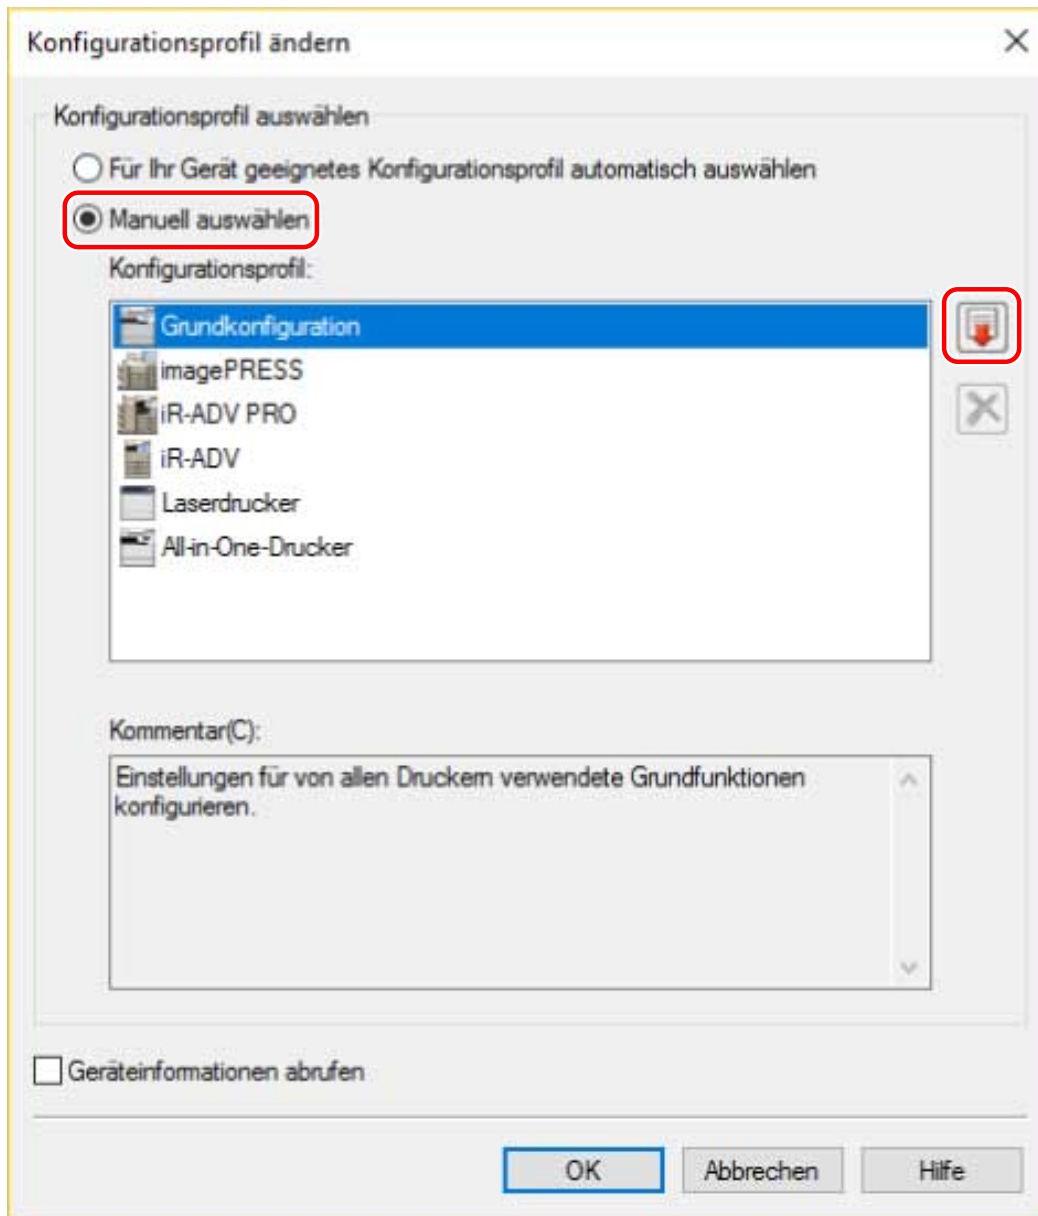 Konfigurationsprofil ändern
Konfigurationsprofil auswählen
Für Ihr Gerät geeignetes Konfigurationsprofil automatisch auswählen
Manuell auswählen
Konfigurationsprofil:
Grundkonfiguration
imagePRESS
iR-ADV PRO
iR-ADV
Laserdrucker
All-in-One-Drucker
Kommentar(C):
Einstellungen für von allen Druckern verwendete Grundfunktionen
konfigurieren.
Geräteinformationen abrufen
OK
Abbrechen
Hilfe